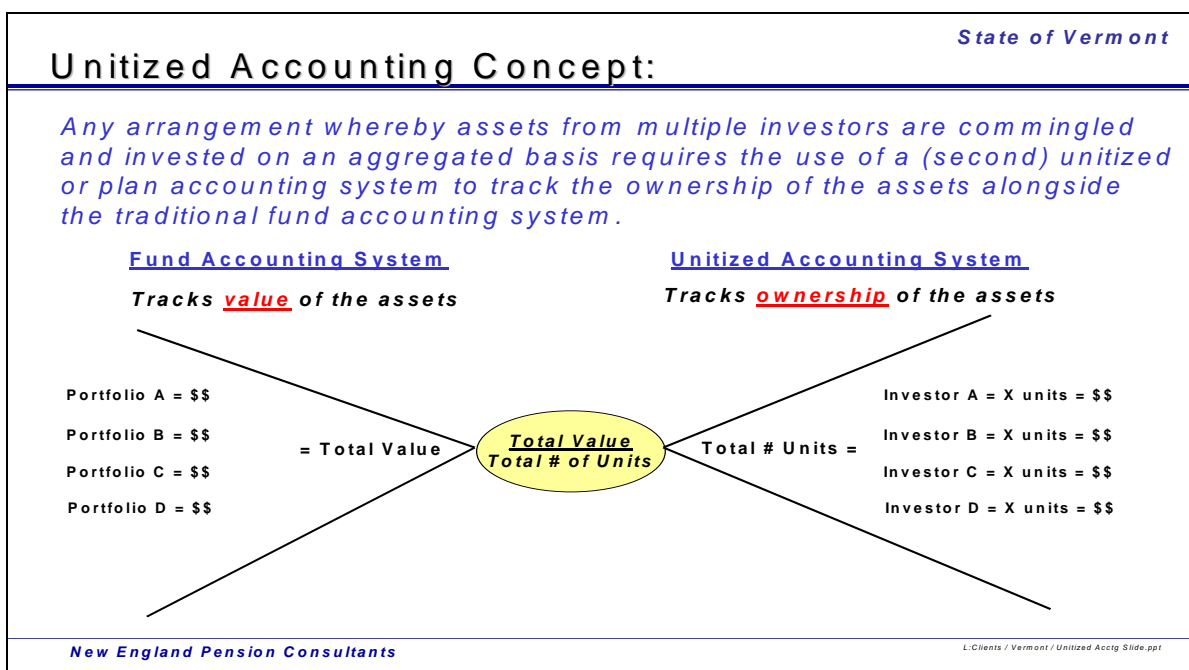 State of Vermont
Unitized Accounting Concept:
Any arrangement whereby assets from multiple investors are commingled
and invested on an aggregated basis requires the use of a (second) unitized
or plan accounting system to track the ownership of the assets alongside
the traditional fund accounting system.
Fund Accounting System
Tracks value of the assets
Portfolio A = $$
Portfolio B = $$
Portfolio C = $$
Portfolio D = $$
= Total Value
Total Value
Total # of Units
Unitized Accounting System
Tracks ownership of the assets
Total # Units =
Investor A = X units = $$
Investor B = X units = $$
Investor C = X units = $$
Investor D = X units = $$
New England Pension Consultants
L:Clients / Vermont / Unitized Acctg Slide.ppt